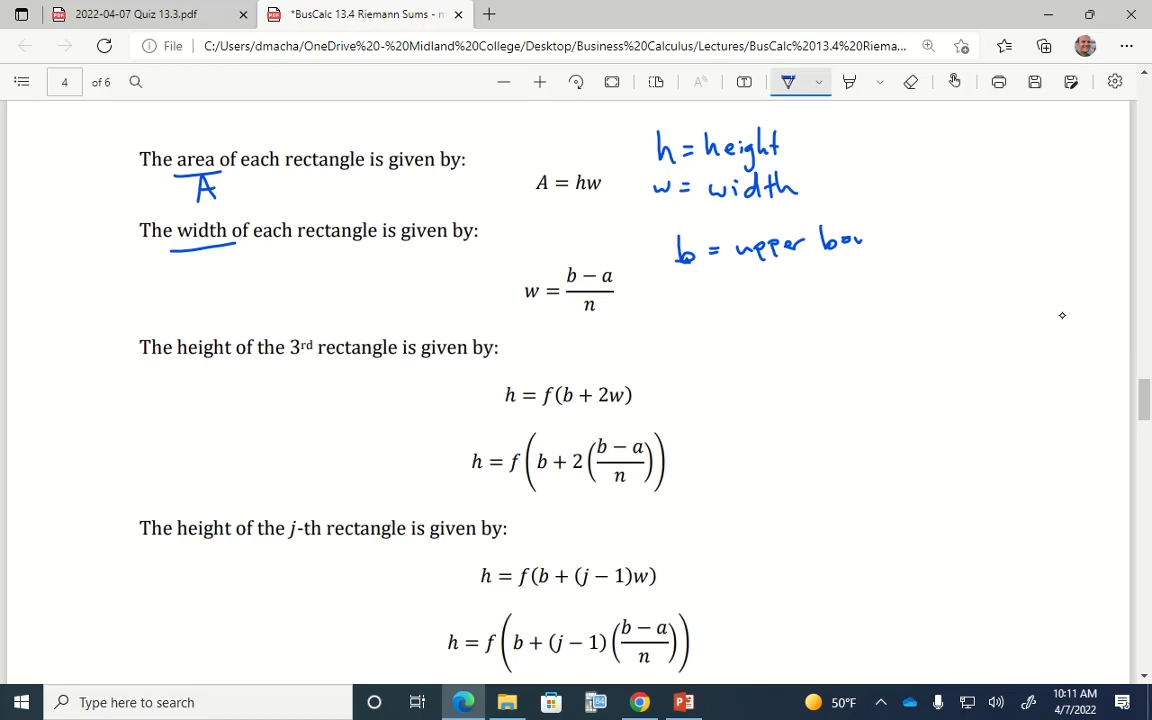 2022-04-07 Quiz 13.3.pdf
*BusCalc 13.4 Riemann Sums - m
File
C:/Users/dmacha/OneDrive%20-%20Midland%20College/Desktop/Business%20Calculus/Lectures/BusCalc%2013.4%20Riema...
4 of 6
The area of each rectangle is given by:
A
h = height
A = hw
w = width
The width of each rectangle is given by:
b = upper bou
w = (b − a)/n
The height of the 3rd rectangle is given by:
h = f(b + 2w)
h = f(b + 2((b − a)/n))
The height of the j-th rectangle is given by:
h = f(b + (j − 1)w)
h = f(b + (j − 1)((b − a)/n))
Type here to search
50°F
10:11 AM
4/7/2022